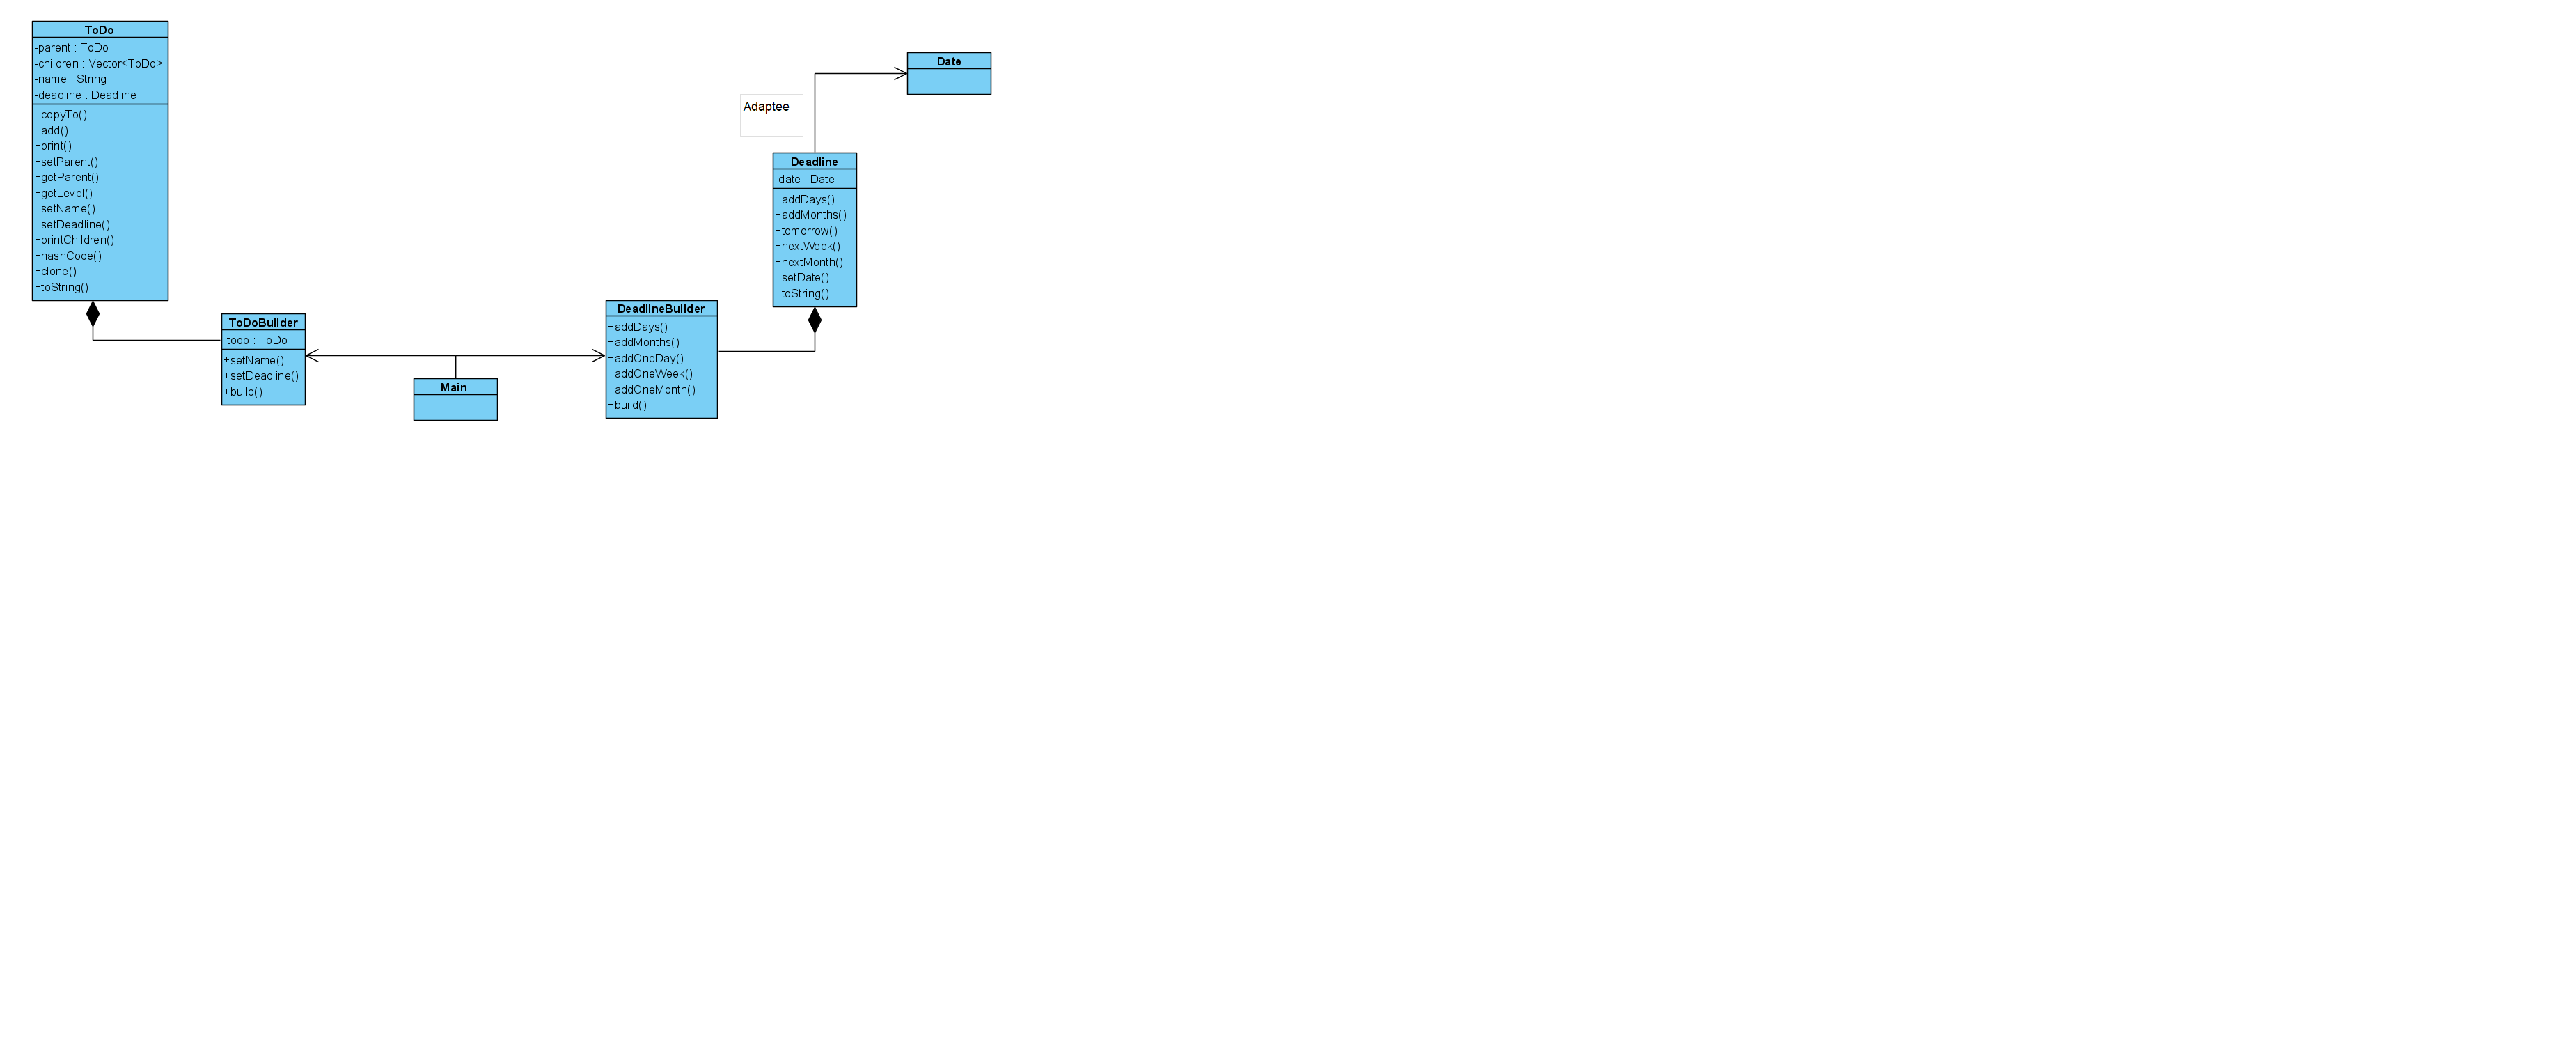 ToDo
-parent : ToDo
-children : Vector<ToDo>
-name : String
-deadline : Deadline
+copyTo()
+add()
+print()
+setParent()
+getParent()
+getLevel()
+setName()
+setDeadline()
+printChildren()
+hashCode()
+clone()
+toString()
ToDoBuilder
-todo : ToDo
+setName()
+setDeadline()
+build()
Main
DeadlineBuilder
+addDays()
+addMonths()
+addOneDay()
+addOneWeek()
+addOneMonth()
+build()
Adaptee
Deadline
-date : Date
+addDays()
+addMonths()
+tomorrow()
+nextWeek()
+nextMonth()
+setDate()
+toString()
Date